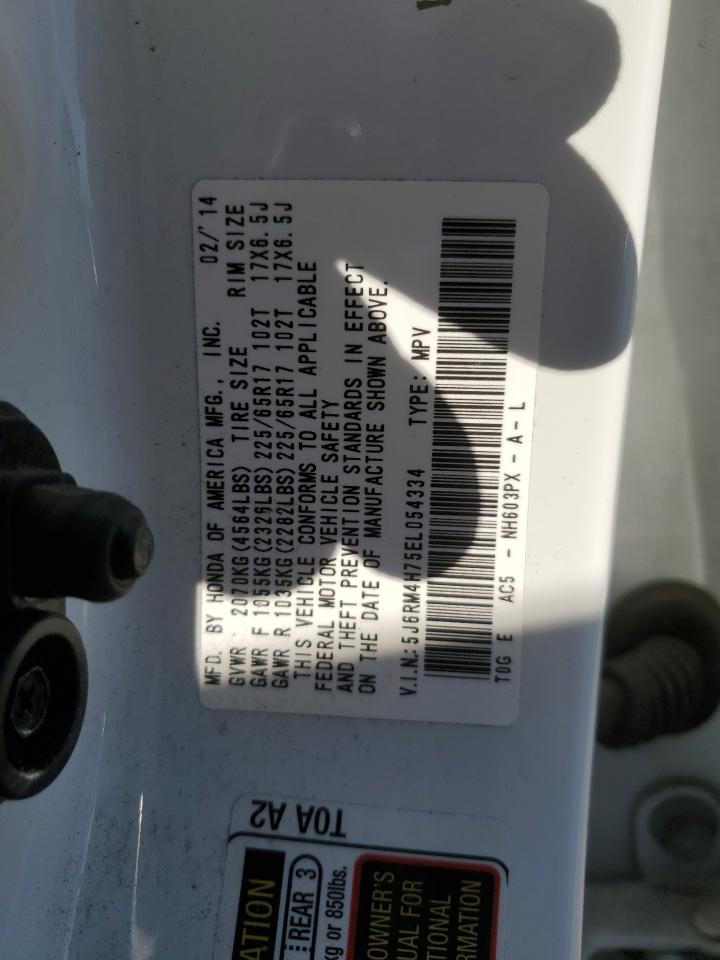 MFD. BY HONDA OF AMERICA MFG., INC. 02/'14
GVWR 2070KG(4564LBS) TIRE SIZE RIM SIZE
GAWR F 1055KG(2326LBS) 225/65R17 102T 17X6.5J
GAWR R 1035KG(2282LBS) 225/65R17 102T 17X6.5J
THIS VEHICLE CONFORMS TO ALL APPLICABLE
FEDERAL MOTOR VEHICLE SAFETY
AND THEFT PREVENTION STANDARDS IN EFFECT
ON THE DATE OF MANUFACTURE SHOWN ABOVE.
V.I.N.: 5J6RM4H75EL054334 TYPE: MPV
T0G E AC5 - NH603PX - A - L
T0A A2
ATION
REAR 3
kg or 850lbs.
OWNER'S
UAL FOR
TIONAL
RMATION